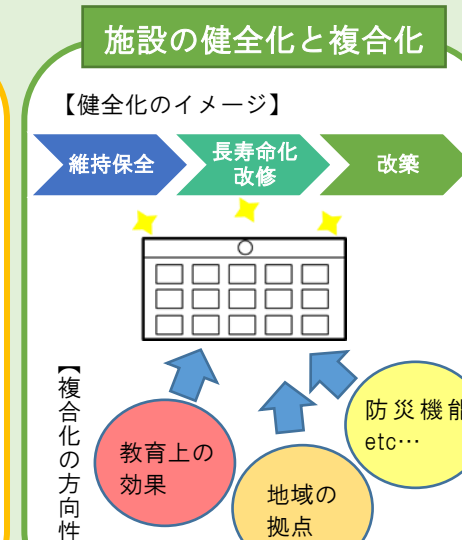 施設の健全化と複合化
【健全化のイメージ】
維持保全
長寿命化
改修
改築
【複合化の方向性
教育上の
効果
地域の
拠点
防災機能
etc…